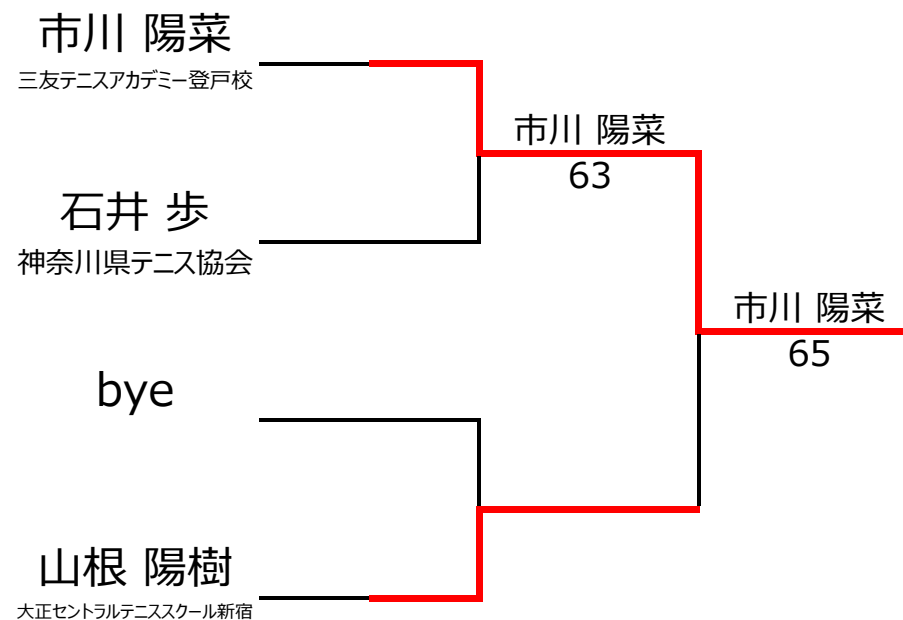 市川 陽菜
三友テニスアカデミー登戸校
市川 陽菜
63
石井 歩
神奈川県テニス協会
市川 陽菜
65
bye
山根 陽樹
大正セントラルテニススクール新宿